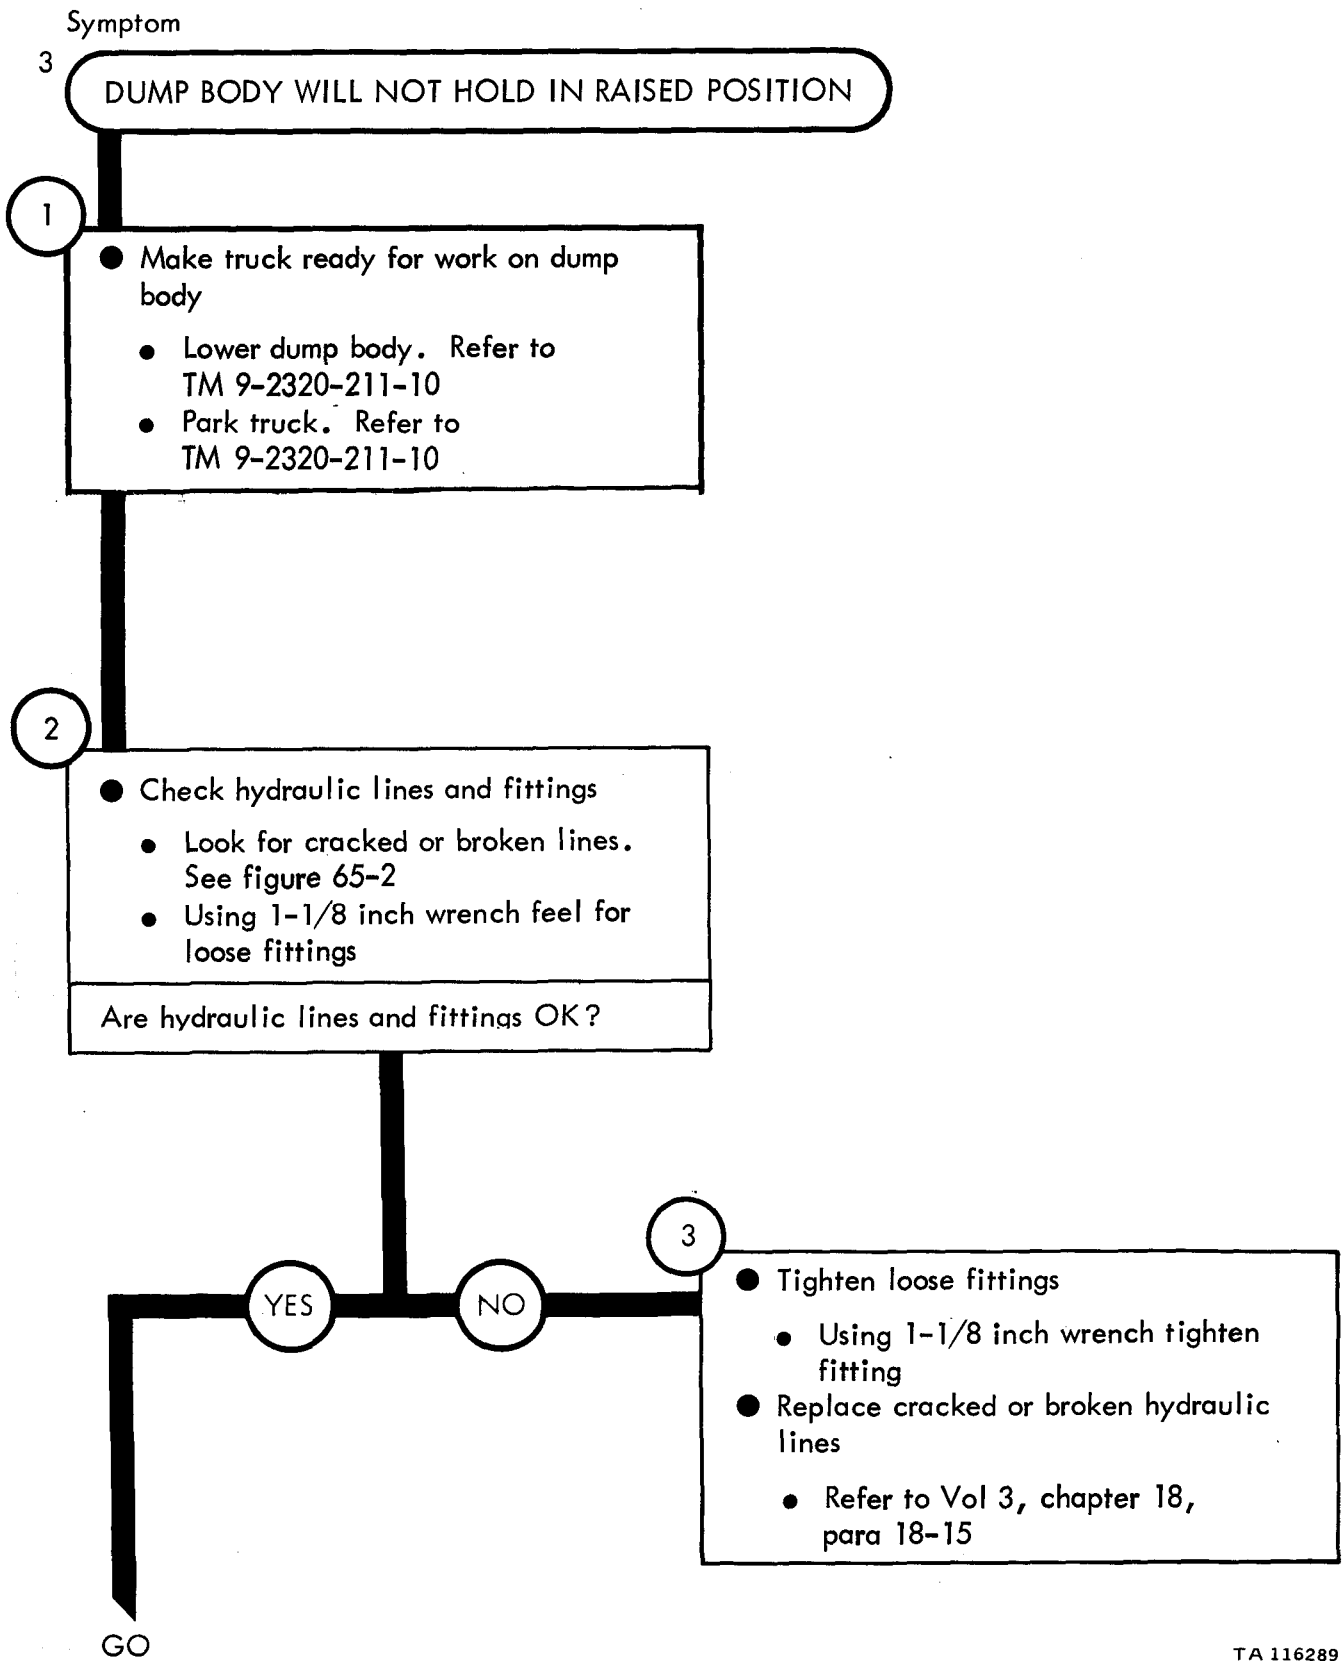 Symptom
3
DUMP BODY WILL NOT HOLD IN RAISED POSITION
1
● Make truck ready for work on dump
body
● Lower dump body. Refer to
TM 9-2320-211-10
● Park truck. Refer to
TM 9-2320-211-10
2
● Check hydraulic lines and fittings
● Look for cracked or broken lines.
See figure 65-2
● Using 1-1/8 inch wrench feel for
loose fittings
Are hydraulic lines and fittings OK?
YES
NO
3
● Tighten loose fittings
● Using 1-1/8 inch wrench tighten
fitting
● Replace cracked or broken hydraulic
lines
● Refer to Vol 3, chapter 18,
para 18-15
GO
TA 116289